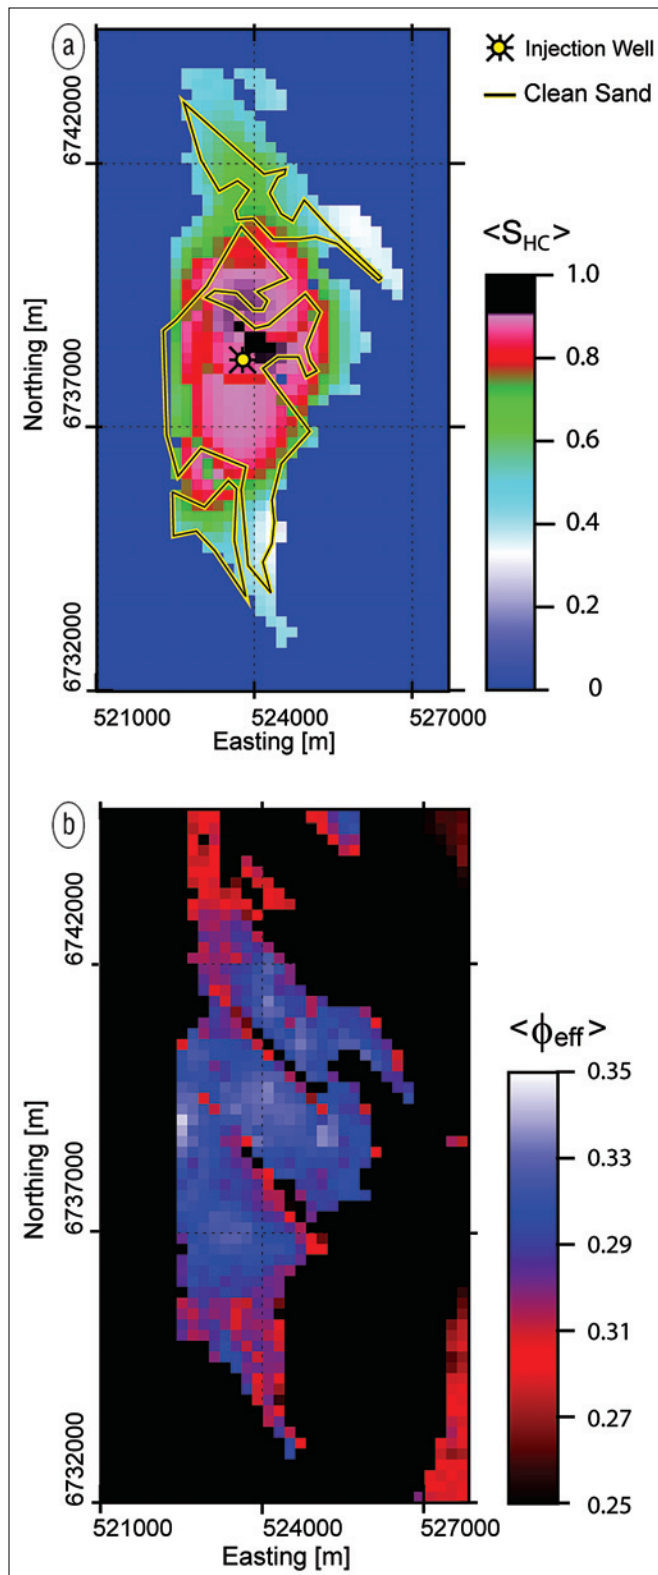 a
Injection Well
Clean Sand
6742000
6737000
6732000
Northing [m]
521000 524000 527000
Easting [m]
<S_HC>
1.0
0.8
0.6
0.4
0.2
0
b
6742000
6737000
6732000
Northing [m]
521000 524000 527000
Easting [m]
<ϕ_eff>
0.35
0.33
0.29
0.31
0.27
0.25